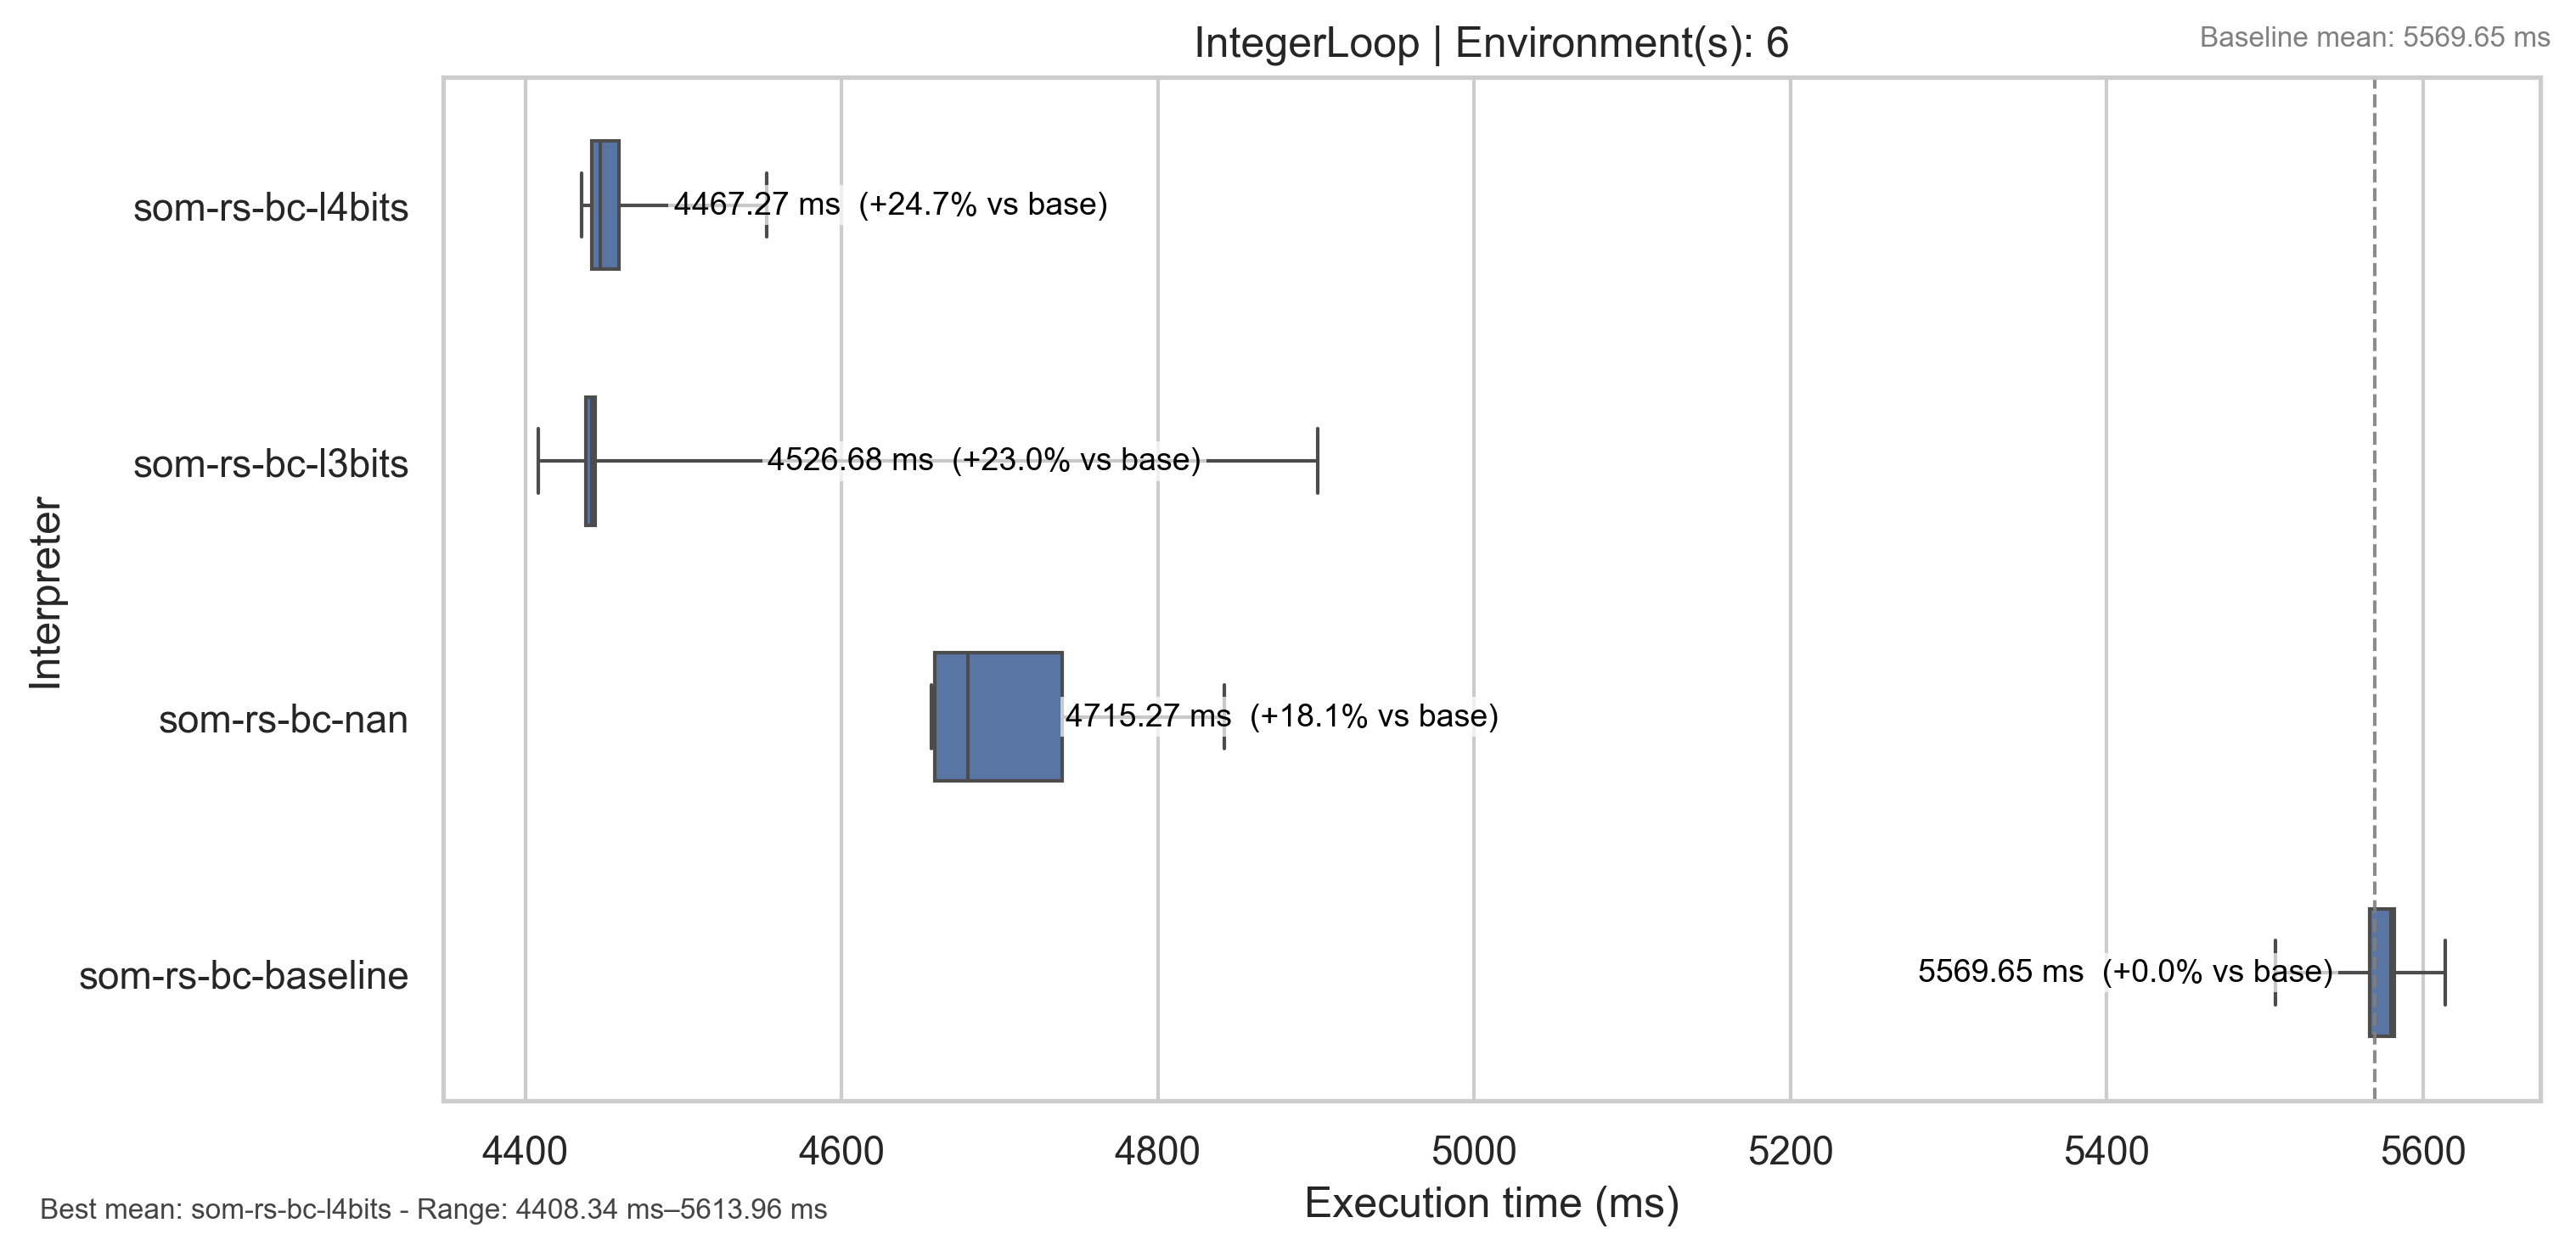 IntegerLoop | Environment(s): 6
Baseline mean: 5569.65 ms
Interpreter
som-rs-bc-l4bits
4467.27 ms (+24.7% vs base)
som-rs-bc-l3bits
4526.68 ms (+23.0% vs base)
som-rs-bc-nan
4715.27 ms (+18.1% vs base)
som-rs-bc-baseline
5569.65 ms (+0.0% vs base)
4400 4600 4800 5000 5200 5400 5600
Execution time (ms)
Best mean: som-rs-bc-l4bits - Range: 4408.34 ms–5613.96 ms